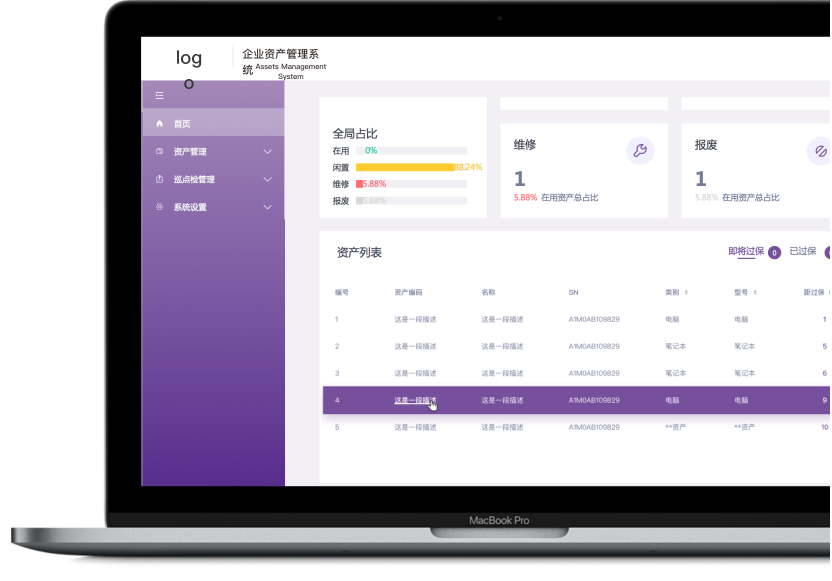 log
o
企业资产管理系
统 Assets Management
System
首页
资产管理
巡点检管理
系统设置
全局占比
在用 0%
闲置 88.24%
维修 5.88%
报废 5.88%
维修
1
5.88% 在用资产总占比
报废
1
5.88% 在用资产总占比
资产列表
即将过保 0 已过保
编号 资产编码 名称 SN 类别 型号 距过保
1 这是一段描述 这是一段描述 A1M0AB109829 电脑 电脑 1
2 这是一段描述 这是一段描述 A1M0AB109829 笔记本 笔记本 5
3 这是一段描述 这是一段描述 A1M0AB109829 笔记本 笔记本 6
4 这是一段描述 这是一段描述 A1M0AB109829 电脑 电脑 9
5 这是一段描述 这是一段描述 A1M0AB109829 **资产 **资产 10
MacBook Pro